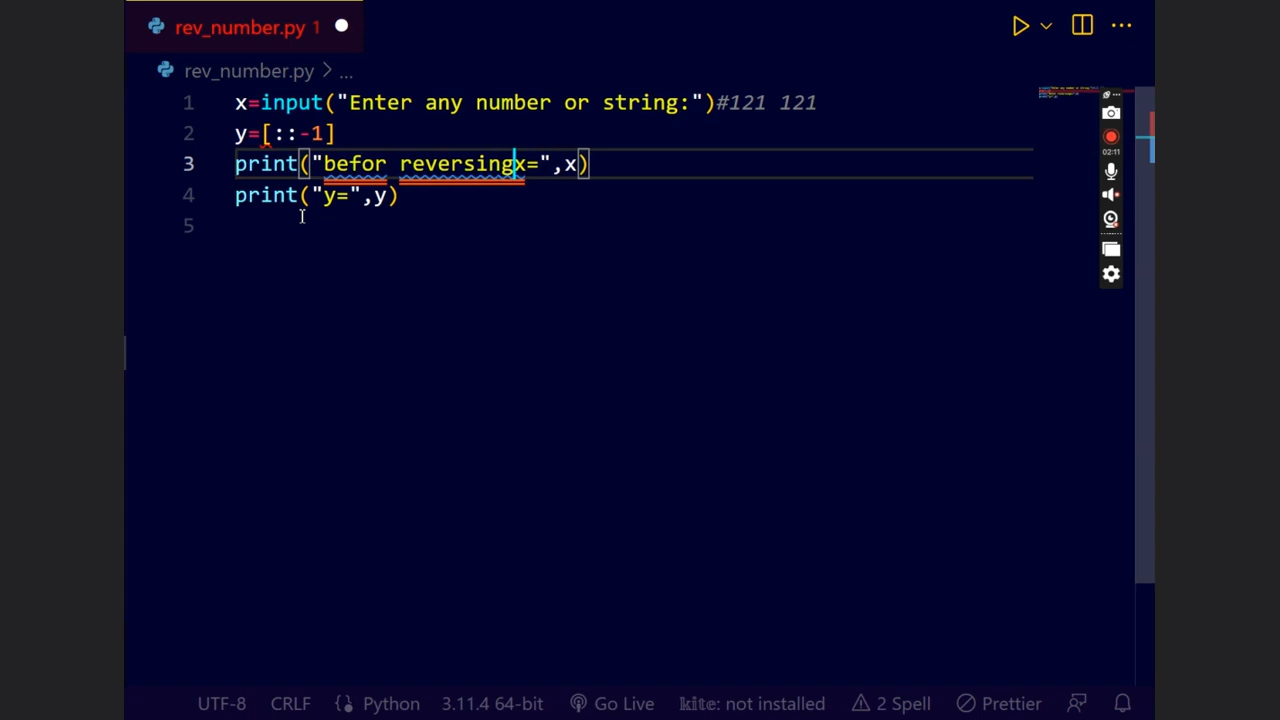 rev_number.py 1
rev_number.py > ...
1 x=input("Enter any number or string:")#121 121
2 y=[::-1]
3 print("befor reversingx=",x)
4 print("y=",y)
5
02:11
UTF-8 CRLF Python 3.11.4 64-bit Go Live kite: not installed 2 Spell Prettier